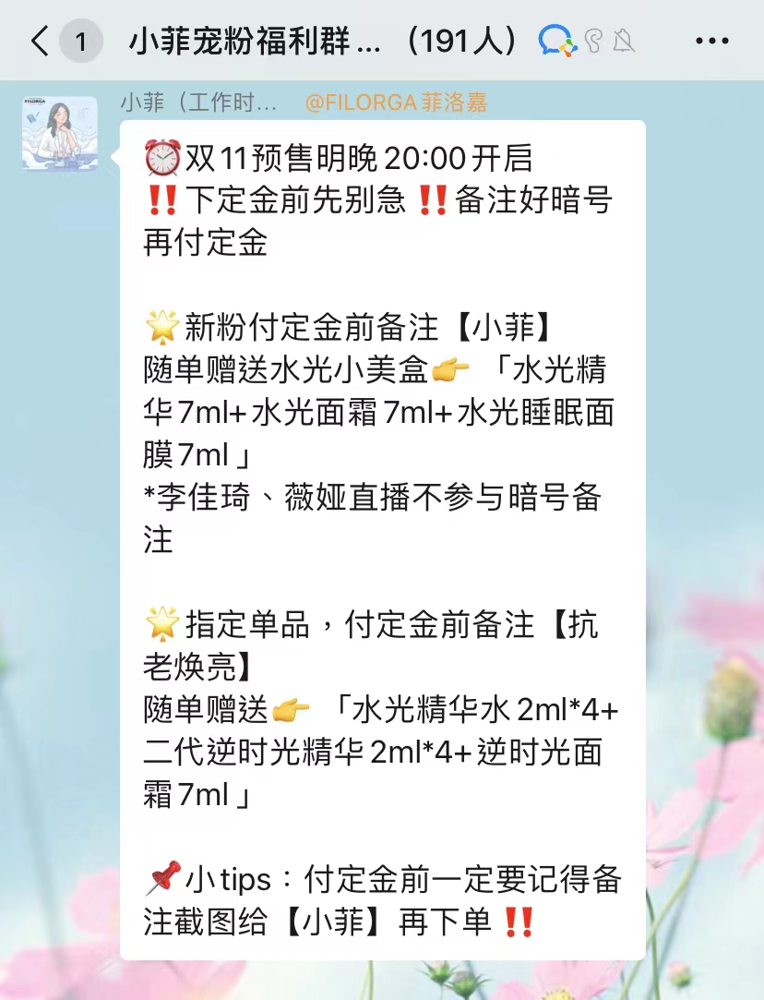 1
小菲宠粉福利群...（191人）
小菲（工作时... @FILORGA菲洛嘉
FILORGA
⏰双11预售明晚20:00开启
‼️下定金前先别急‼️备注好暗号
再付定金
🌟新粉付定金前备注【小菲】
随单赠送水光小美盒👉「水光精
华7ml+水光面霜7ml+水光睡眠面
膜7ml」
*李佳琦、薇娅直播不参与暗号备
注
🌟指定单品，付定金前备注【抗
老焕亮】
随单赠送👉「水光精华水2ml*4+
二代逆时光精华2ml*4+逆时光面
霜7ml」
📌小tips：付定金前一定要记得备
注截图给【小菲】再下单‼️